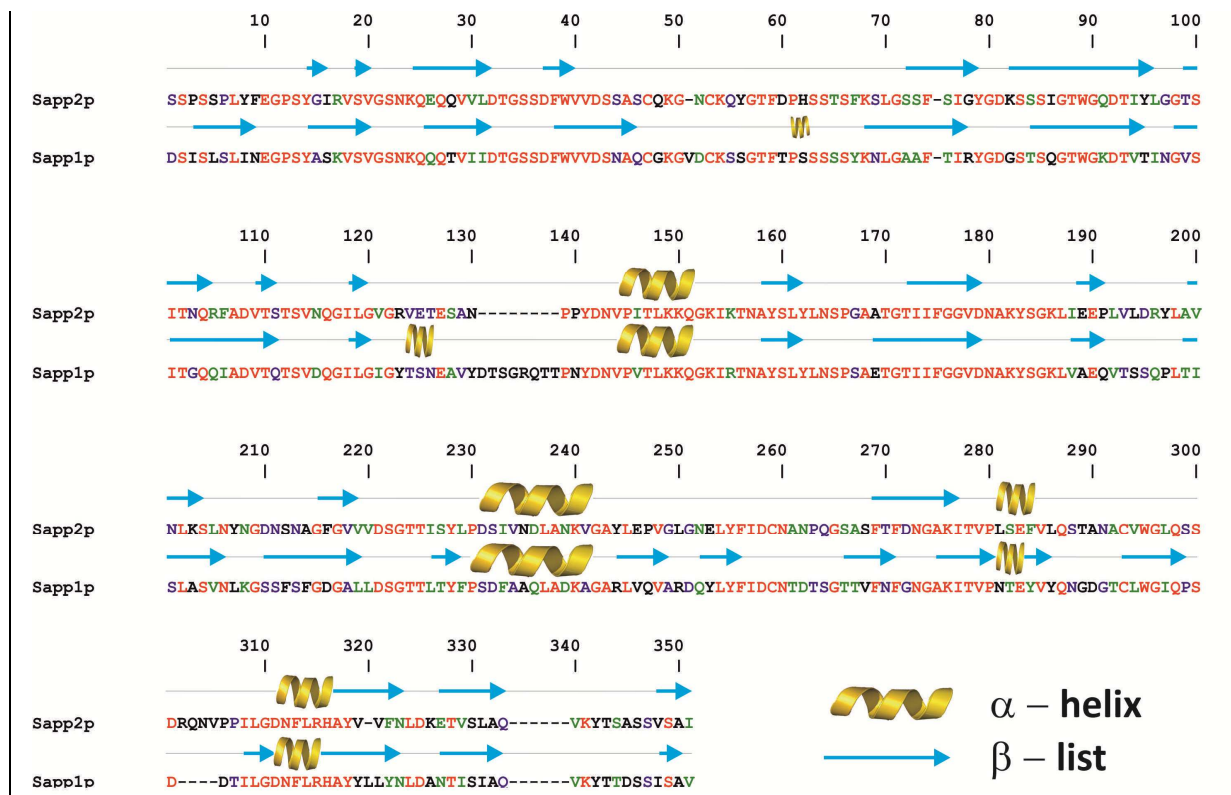 10 20 30 40 50 60 70 80 90 100
Sapp2p SSPSSPLYFEGPSYGIRVSVGSNKQEQQVVLDTGSSDFWVVDSSASCQKG-NCKQYGTFDPHSSTSFKSLGSSF-SIGYGDKSSSIGTWGQDTIYLGGTS
Sapp1p DSISLSLINEGPSYASKVSVGSNKQQQTVIIDTGSSDFWVVDSNAQCGKGVDCKSSGTFTPSSSSSYKNLGAAF-TIRYGDGSTSQGTWGKDTVTINGVS
110 120 130 140 150 160 170 180 190 200
Sapp2p ITNQRFADVTSTSVNQGILGVGRVETESAN--------PPYDNVPITLKKQGKIKTNAYSLYLNSPGAATGTIIFGGVDNAKYSGKLIEEPLVLDRYLAV
Sapp1p ITGQQIADVTQTSVDQGILGIGYTSNEAVYDTSGRQTTPNYDNVPVTLKKQGKIRTNAYSLYLNSPSAETGTIIFGGVDNAKYSGKLVAEQVTSSQPLTI
210 220 230 240 250 260 270 280 290 300
Sapp2p NLKSLNYNGDNSNAGFGVVVDSGTTISYLPDSIVNDLANKVGAYLEPVGLGNELYFIDCNANPQGSASFTFDNGAKITVPLSEFVLQSTANACVWGLQSS
Sapp1p SLASVNLKGSSFSFGDGALLDSGTTLTYFPSDFAAQLADKAGARLVQVARDQYLYFIDCNTDTSGTTVFNFGNGAKITVPNTEYVYQNGDGTCLWGIQPS
310 320 330 340 350
Sapp2p DRQNVPPILGDNFLRHAYV-VFNLDKETVSLAQ------VKYTSASSVSAI
Sapp1p D----DTILGDNFLRHAYYLLYNLDANTISIAQ------VKYTTDSSISAV
α – helix
β – list